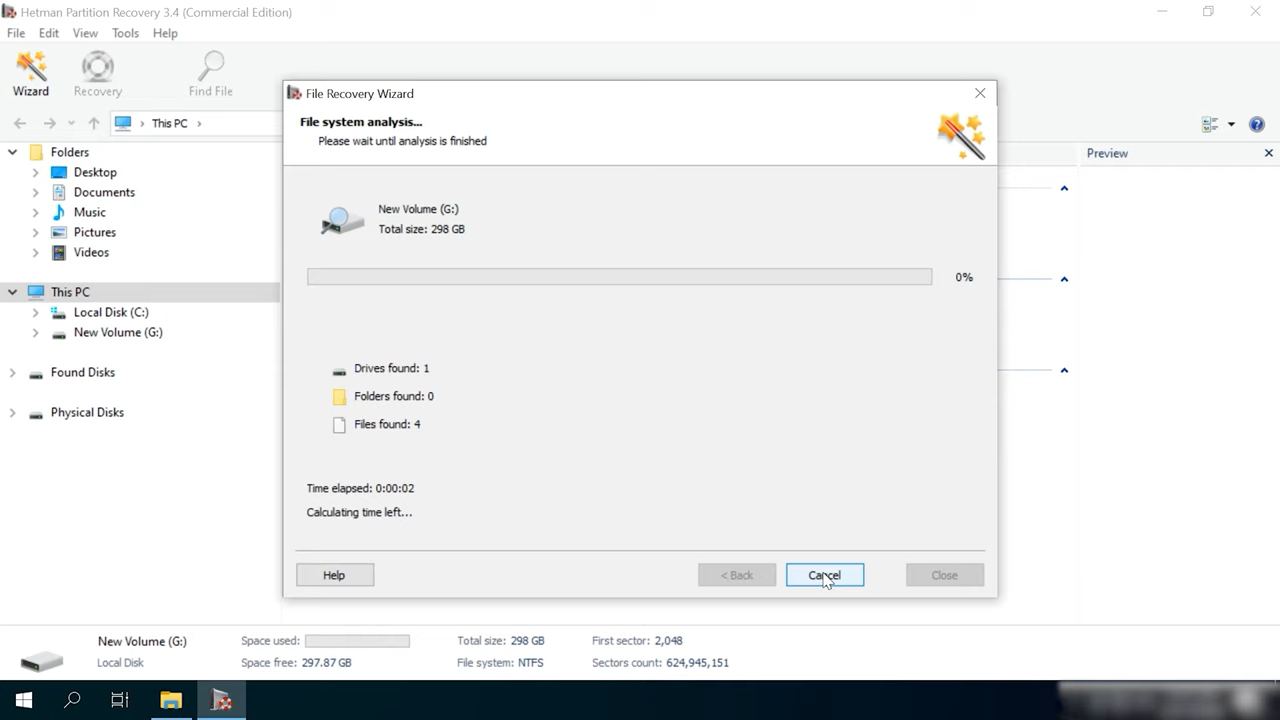 Hetman Partition Recovery 3.4 (Commercial Edition)
File Edit View Tools Help
Wizard Recovery Find File
This PC
Folders
Desktop
Documents
Music
Pictures
Videos
This PC
Local Disk (C:)
New Volume (G:)
Found Disks
Physical Disks
File Recovery Wizard
File system analysis...
Please wait until analysis is finished
New Volume (G:)
Total size: 298 GB
0%
Drives found: 1
Folders found: 0
Files found: 4
Time elapsed: 0:00:02
Calculating time left...
Help < Back Cancel Close
Preview
New Volume (G:) Space used: Total size: 298 GB First sector: 2,048
Local Disk Space free: 297.87 GB File system: NTFS Sectors count: 624,945,151